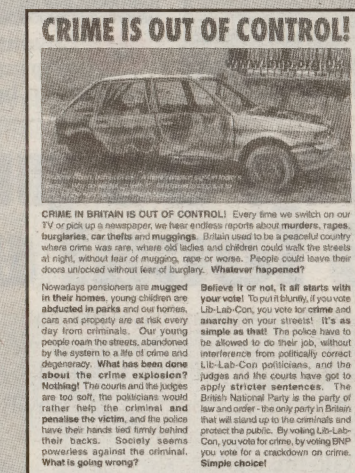 CRIME IS OUT OF CONTROL!
www.bnp.org.uk
CRIME IN BRITAIN IS OUT OF CONTROL! Every time we switch on our
TV or pick up a newspaper, we hear endless reports about murders, rapes,
burglaries, car thefts and muggings. Britain used to be a peaceful country
where crime was rare, where old ladies and children could walk the streets
at night, without fear of mugging, rape or worse. People could leave their
doors unlocked without fear of burglary. Whatever happened?
Nowadays pensioners are mugged
in their homes, young children are
abducted in parks and our homes,
cars and property are at risk every
day from criminals. Our young
people roam the streets, abandoned
by the system to a life of crime and
degeneracy. What has been done
about the crime explosion?
Nothing! The courts and the judges
are too soft, the politicians would
rather help the criminal and
penalise the victim, and the police
have their hands tied firmly behind
their backs. Society seems
powerless against the criminal.
What is going wrong?
Believe it or not, it all starts with
your vote! To put it bluntly, if you vote
Lib-Lab-Con, you vote for crime and
anarchy on your streets! It's as
simple as that! The police have to
be allowed to do their job, without
interference from politically correct
Lib-Lab-Con politicians, and the
judges and the courts have got to
apply stricter sentences. The
British National Party is the party of
law and order - the only party in Britain
that will stand up to the criminals and
protect the public. By voting Lib-Lab-
Con, you vote for crime, by voting BNP
you vote for a crackdown on crime.
Simple choice!